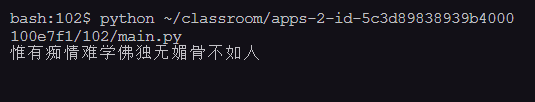 bash:102$ python ~/classroom/apps-2-id-5c3d89838939b4000
100e7f1/102/main.py
惟有痴情难学佛独无媚骨不如人